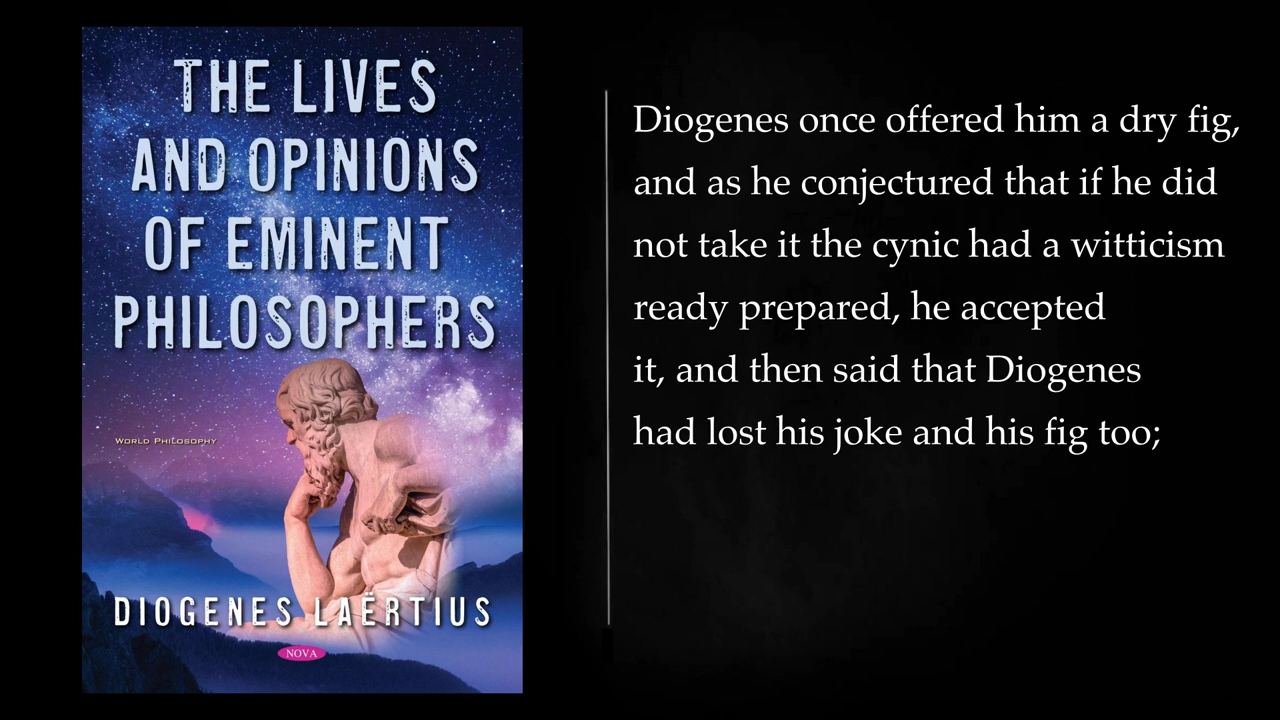 THE LIVES
AND OPINIONS
OF EMINENT
PHILOSOPHERS
WORLD PHILOSOPHY
DIOGENES LAËRTIUS
NOVA
Diogenes once offered him a dry fig,
and as he conjectured that if he did
not take it the cynic had a witticism
ready prepared, he accepted
it, and then said that Diogenes
had lost his joke and his fig too;